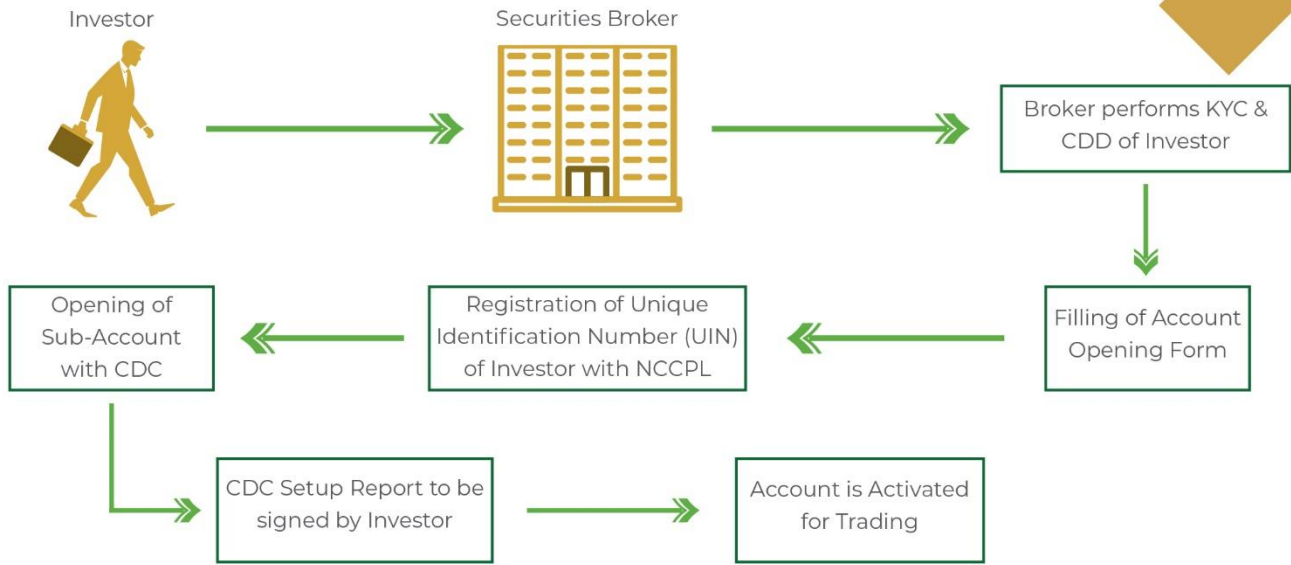 Investor
Securities Broker
Broker performs KYC &
CDD of Investor
Filling of Account
Opening Form
Registration of Unique
Identification Number (UIN)
of Investor with NCCPL
Opening of
Sub-Account
with CDC
CDC Setup Report to be
signed by Investor
Account is Activated
for Trading